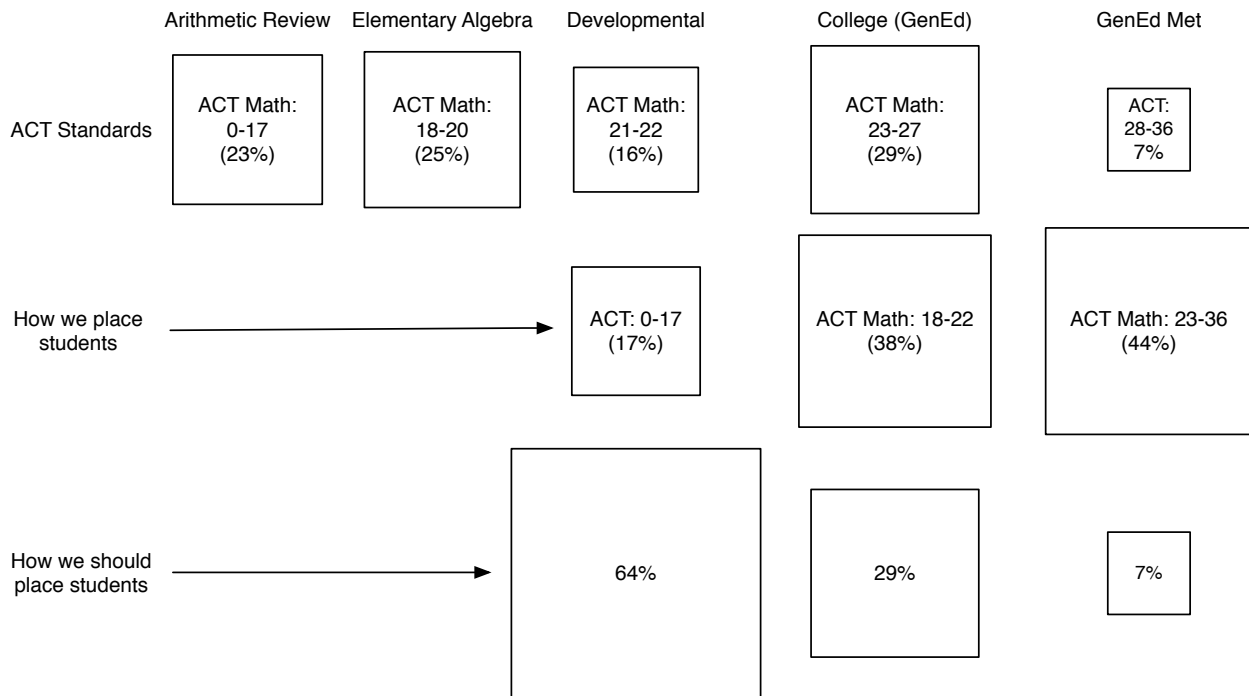 Arithmetic Review
Elementary Algebra
Developmental
College (GenEd)
GenEd Met
ACT Standards
ACT Math:
0-17
(23%)
ACT Math:
18-20
(25%)
ACT Math:
21-22
(16%)
ACT Math:
23-27
(29%)
ACT:
28-36
7%
How we place
students
ACT: 0-17
(17%)
ACT Math: 18-22
(38%)
ACT Math: 23-36
(44%)
How we should
place students
64%
29%
7%